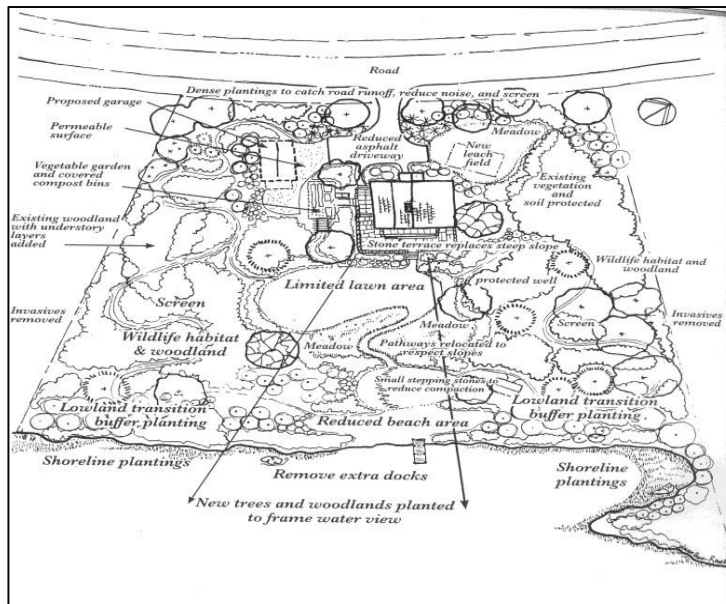 Road
Dense plantings to catch road runoff, reduce noise, and screen
Proposed garage
Permeable
surface
Reduced
asphalt
driveway
Meadow
New
leach
field
Vegetable garden
and covered
compost bins
Existing
vegetation
and
soil protected
Existing woodland
with understory
layers
added
Stone terrace replaces steep slope
Wildlife habitat
and woodland
protected well
Limited lawn area
Screen
Invasives
removed
Wildlife habitat
& woodland
Meadow
Meadow
Pathways relocated to
respect slopes
Screen
Invasives
removed
Small stepping stones to
reduce compaction
Lowland transition
buffer planting
Lowland transition
buffer planting
Reduced beach area
Shoreline plantings
Remove extra docks
Shoreline
plantings
New trees and woodlands planted
to frame water view